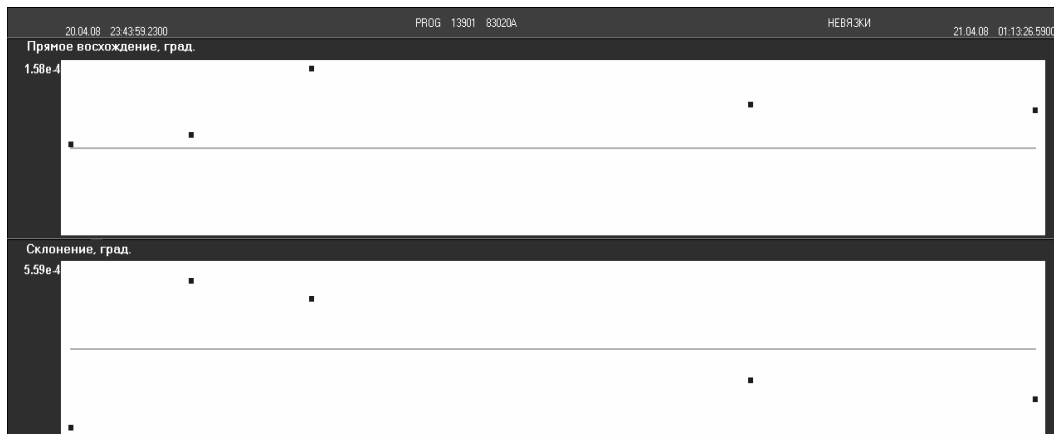 PROG 13901 83020A НЕВЯЗКИ
20.04.08 23:43:59.2300 21.04.08 01:13:26.5900
Прямое восхождение, град.
1.58e-4
Склонение, град.
5.59e-4